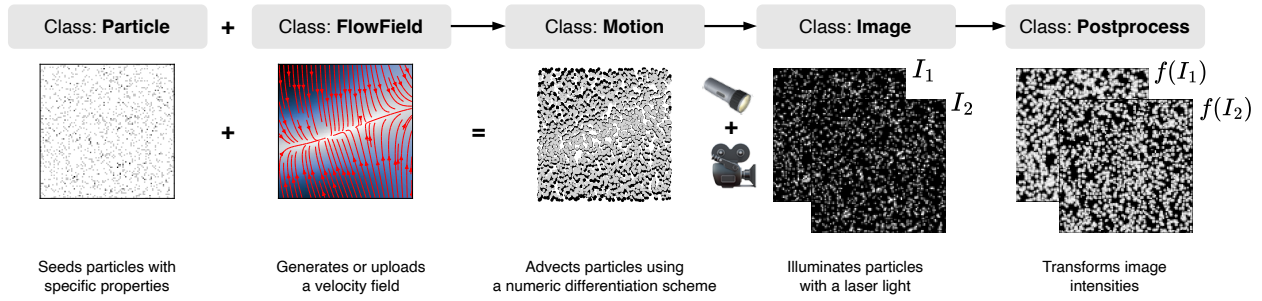 Class: Particle
+
Class: FlowField
Class: Motion
Class: Image
Class: Postprocess
+
=
+
I₁
I₂
f(I₁)
f(I₂)
Seeds particles with
specific properties
Generates or uploads
a velocity field
Advects particles using
a numeric differentiation scheme
Illuminates particles
with a laser light
Transforms image
intensities